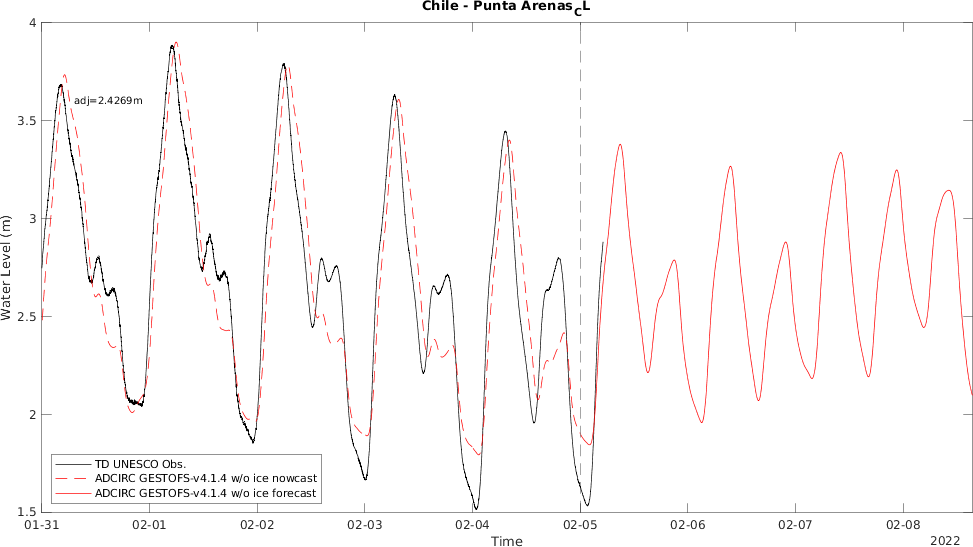 Chile - Punta Arenas_CL
4
3.5
3
2.5
2
1.5
Water Level (m)
adj=2.4269m
TD UNESCO Obs.
ADCIRC GESTOFS-v4.1.4 w/o ice nowcast
ADCIRC GESTOFS-v4.1.4 w/o ice forecast
01-31 02-01 02-02 02-03 02-04 02-05 02-06 02-07 02-08
Time
2022